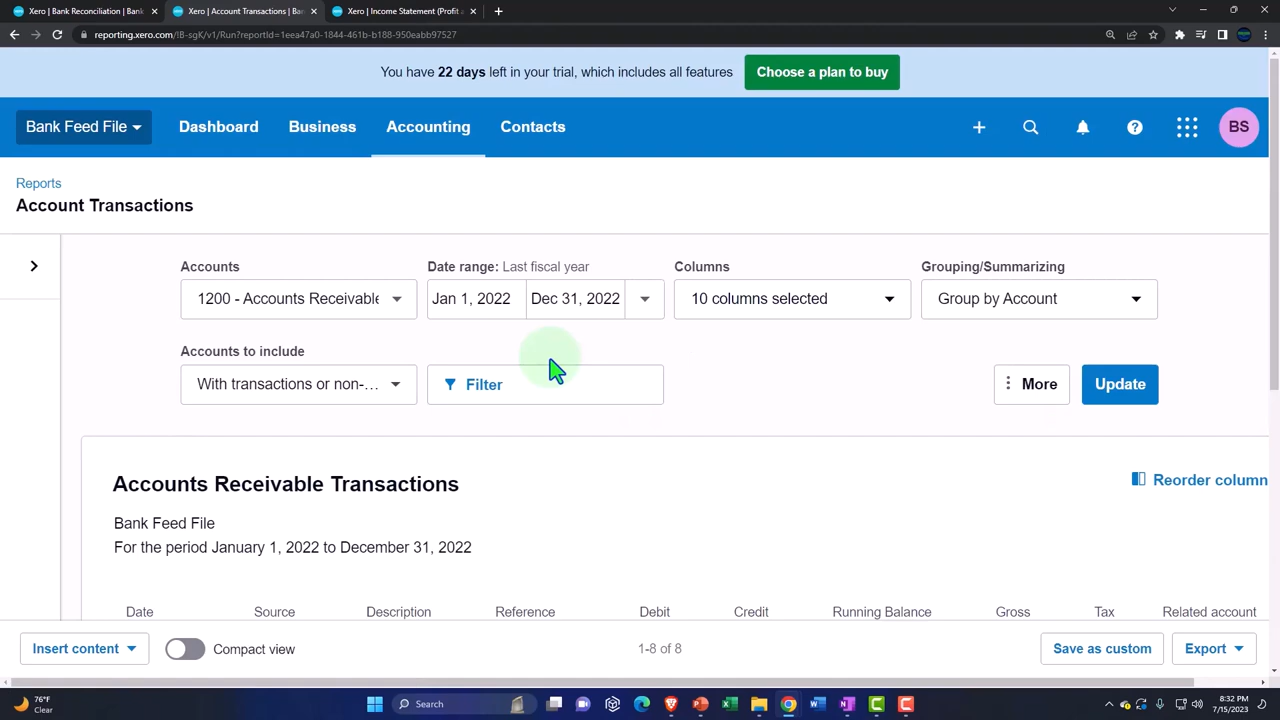 Xero | Bank Reconciliation | Bank
Xero | Account Transactions | Ban
Xero | Income Statement (Profit a
reporting.xero.com/!B-sgK/v1/Run?reportId=1eea47a0-1844-461b-b188-950eabb97527
You have 22 days left in your trial, which includes all features
Choose a plan to buy
Bank Feed File
Dashboard
Business
Accounting
Contacts
BS
Reports
Account Transactions
Accounts
Date range: Last fiscal year
Columns
Grouping/Summarizing
1200 - Accounts Receivable
Jan 1, 2022
Dec 31, 2022
10 columns selected
Group by Account
Accounts to include
With transactions or non-...
Filter
More
Update
Accounts Receivable Transactions
Reorder column
Bank Feed File
For the period January 1, 2022 to December 31, 2022
Date Source Description Reference Debit Credit Running Balance Gross Tax Related account
Insert content
Compact view
1-8 of 8
Save as custom
Export
76°F
Clear
Search
8:32 PM
7/15/2023